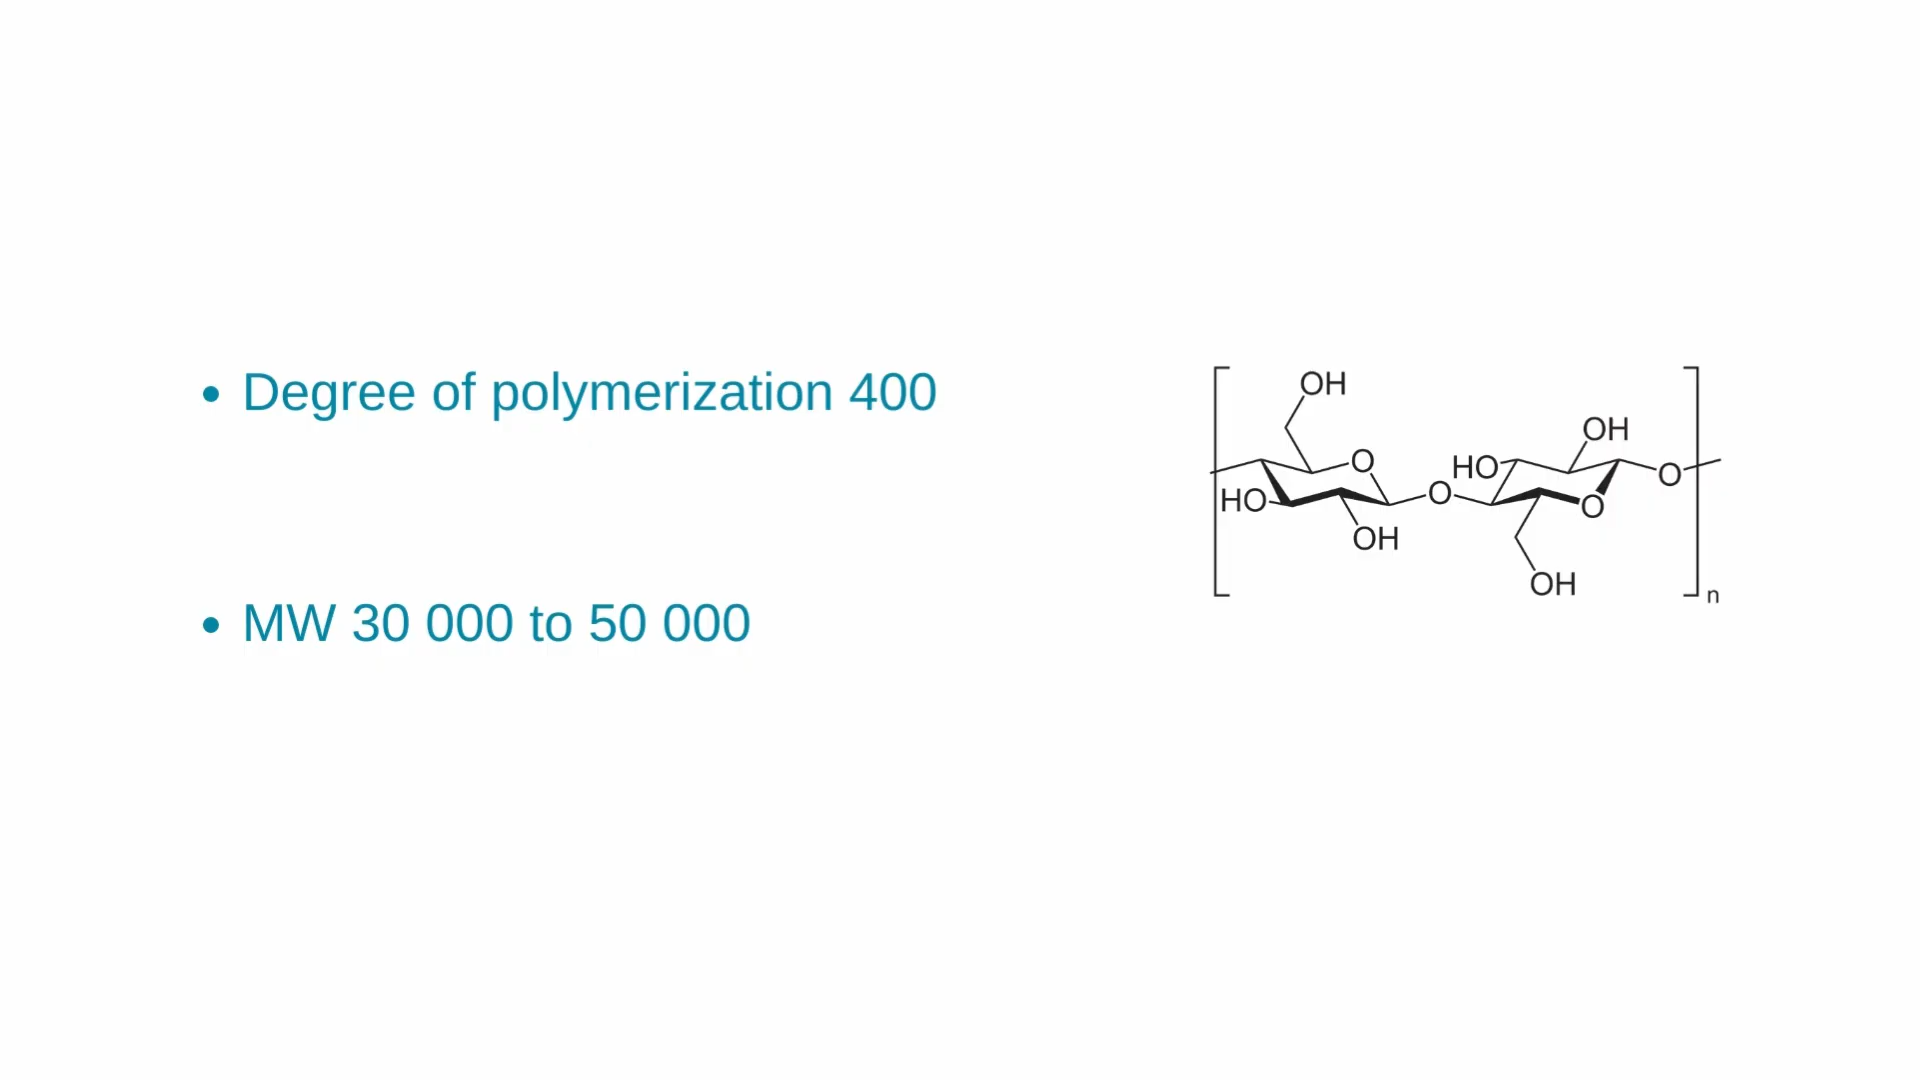 • Degree of polymerization 400
• MW 30 000 to 50 000
OH
OH
O
HO
O
HO
O
O
OH
OH
n